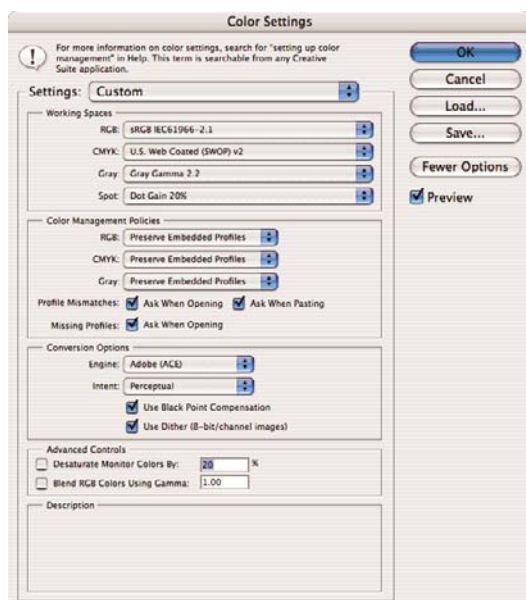 Color Settings
For more information on color settings, search for "setting up color
management" in Help. This term is searchable from any Creative
Suite application.
Settings: Custom
Working Spaces
RGB: sRGB IEC61966-2.1
CMYK: U.S. Web Coated (SWOP) v2
Gray: Gray Gamma 2.2
Spot: Dot Gain 20%
Color Management Policies
RGB: Preserve Embedded Profiles
CMYK: Preserve Embedded Profiles
Gray: Preserve Embedded Profiles
Profile Mismatches: Ask When Opening Ask When Pasting
Missing Profiles: Ask When Opening
Conversion Options
Engine: Adobe (ACE)
Intent: Perceptual
Use Black Point Compensation
Use Dither (8-bit/channel images)
Advanced Controls
Desaturate Monitor Colors By: 20 %
Blend RGB Colors Using Gamma: 1.00
Description
OK
Cancel
Load...
Save...
Fewer Options
Preview